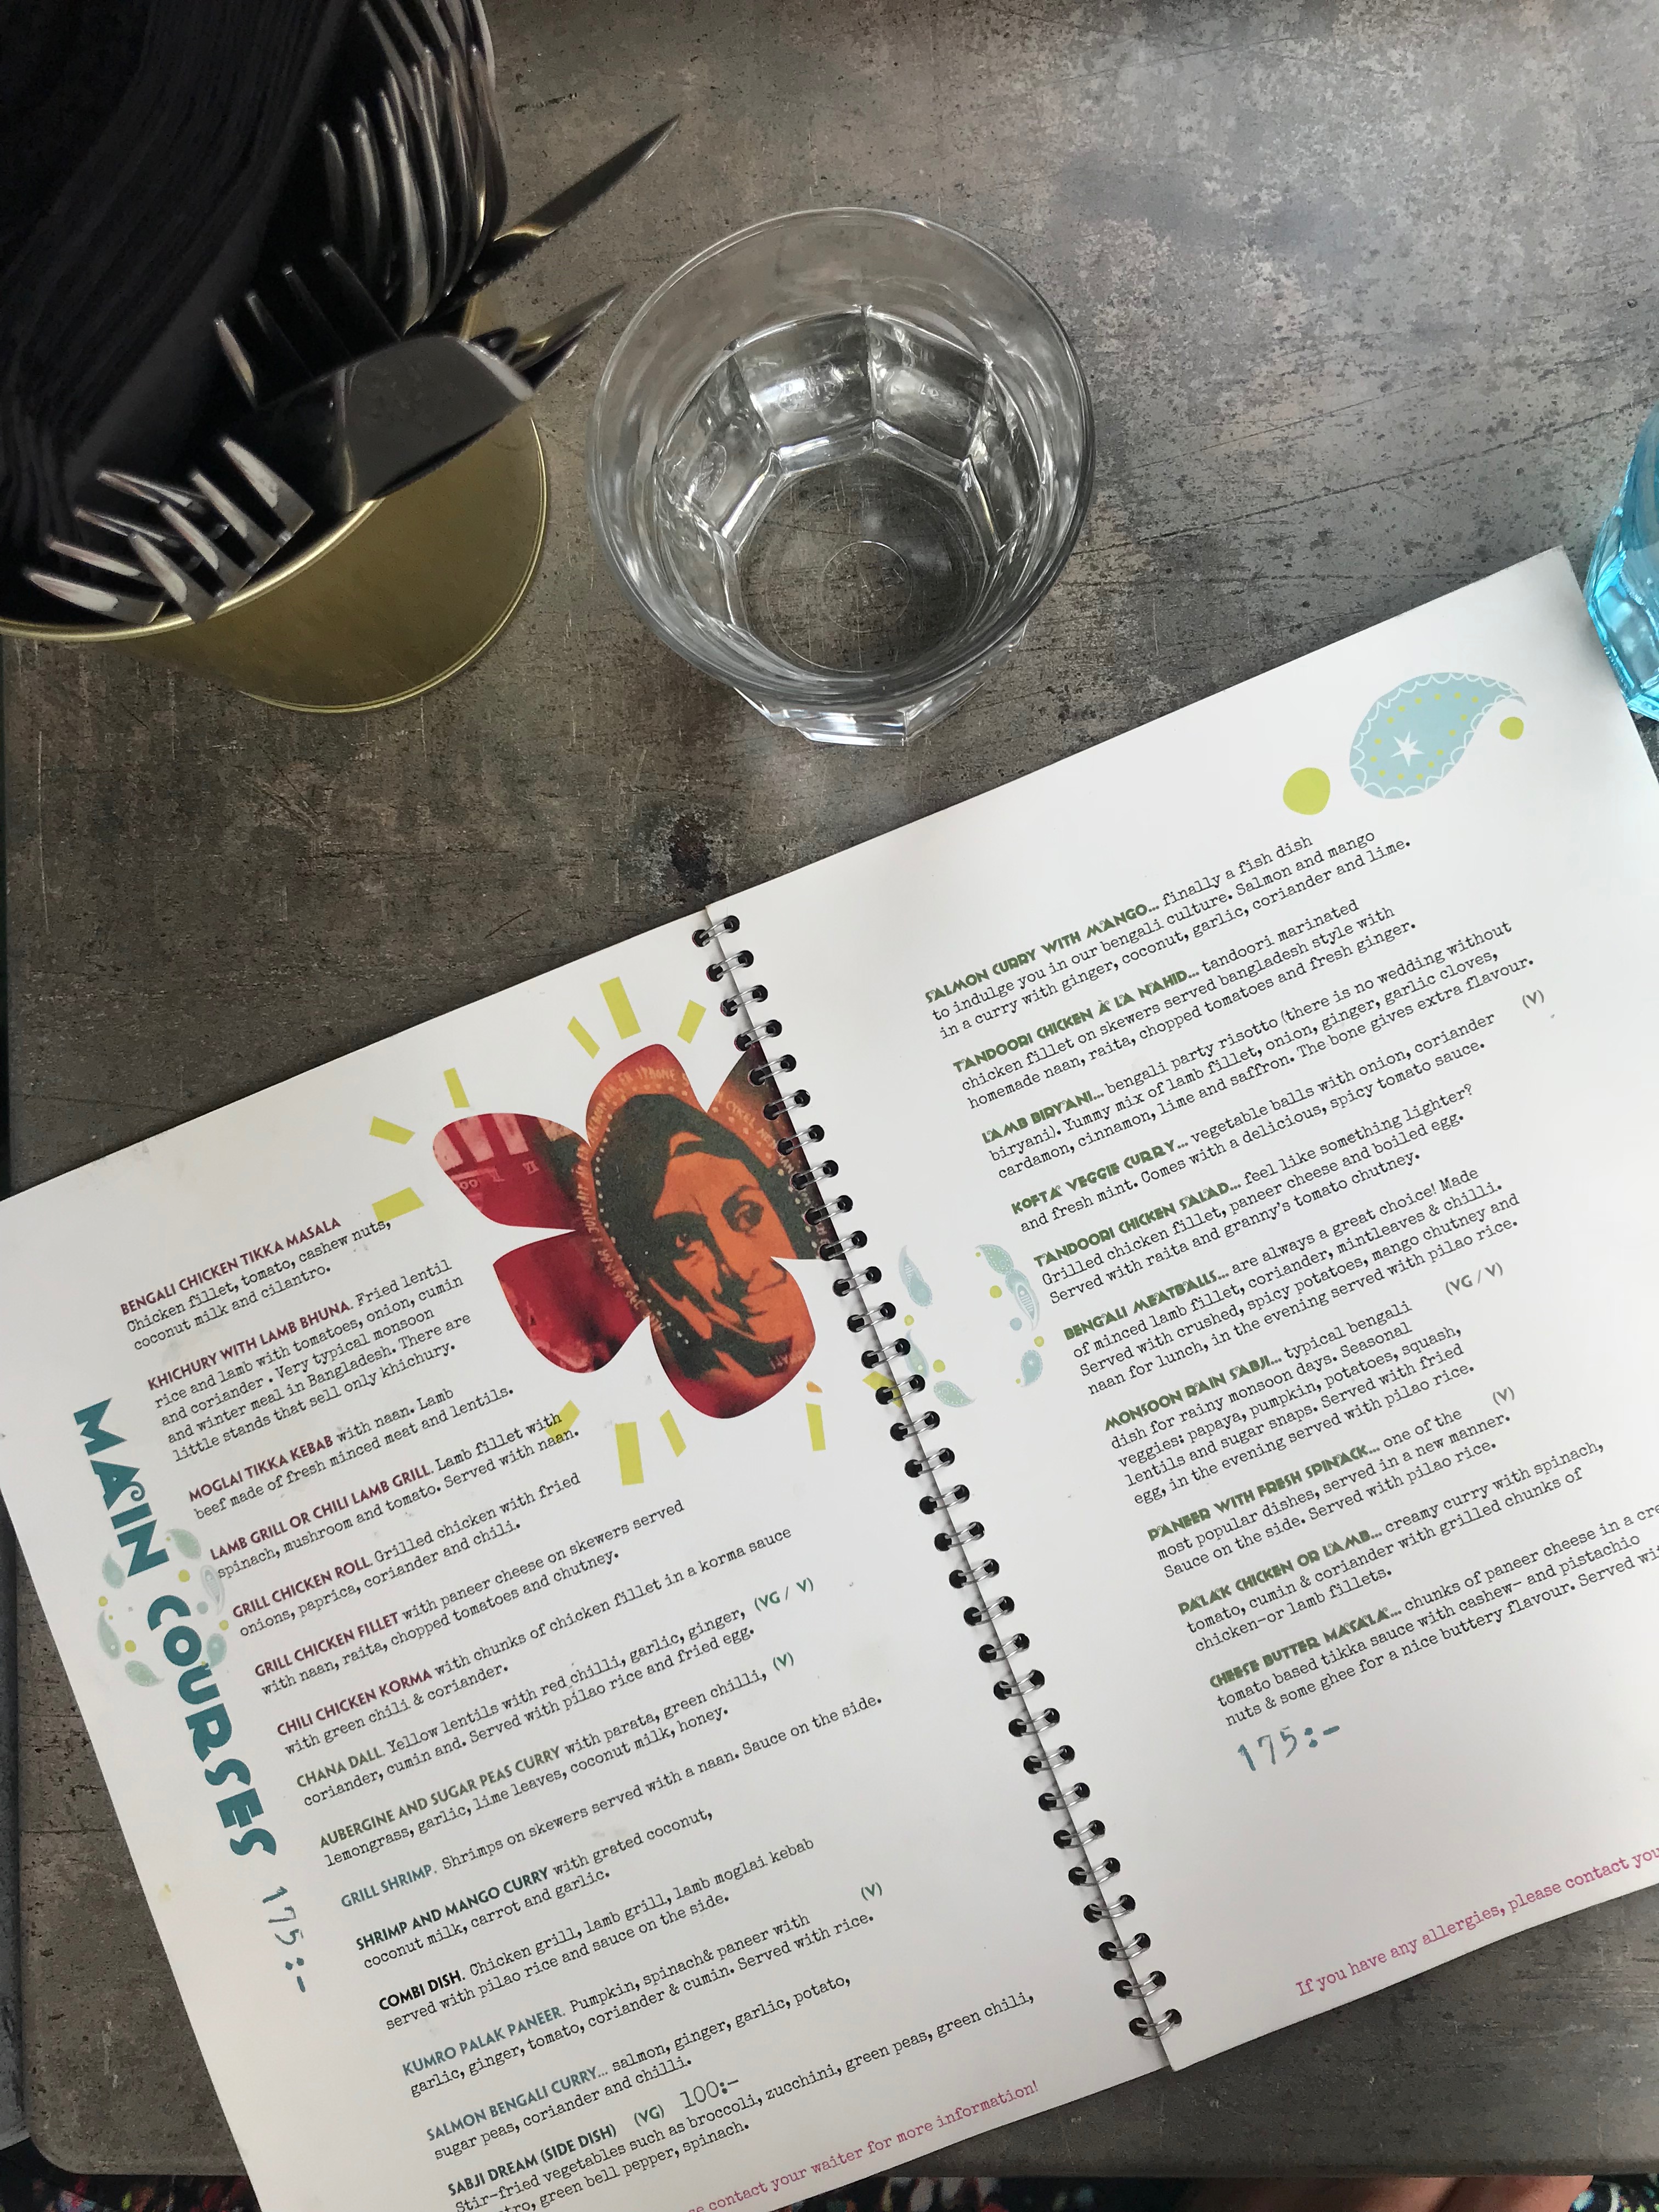 MAIN COURSES 175:-
BENGALI CHICKEN TIKKA MASALA
Chicken fillet, tomato, cashew nuts,
coconut milk and cilantro.
KHICHURY WITH LAMB BHUNA. Fried lentil
rice and lamb with tomatoes, onion, cumin
and coriander . Very typical monsoon
and winter meal in Bangladesh. There are
little stands that sell only khichury.
MOGLAI TIKKA KEBAB with naan. Lamb
beef made of fresh minced meat and lentils.
LAMB GRILL OR CHILI LAMB GRILL. Lamb fillet with
spinach, mushroom and tomato. Served with naan.
GRILL CHICKEN ROLL. Grilled chicken with fried
onions, paprica, coriander and chili.
GRILL CHICKEN FILLET with paneer cheese on skewers served
with naan, raita, chopped tomatoes and chutney.
CHILI CHICKEN KORMA with chunks of chicken fillet in a korma sauce
with green chili & coriander.
CHANA DALL. Yellow lentils with red chilli, garlic, ginger, (VG / V)
coriander, cumin and. Served with pilao rice and fried egg.
AUBERGINE AND SUGAR PEAS CURRY with parata, green chilli, (V)
lemongrass, garlic, lime leaves, coconut milk, honey.
GRILL SHRIMP. Shrimps on skewers served with a naan. Sauce on the side.
SHRIMP AND MANGO CURRY with grated coconut,
coconut milk, carrot and garlic.
COMBI DISH. Chicken grill, lamb grill, lamb moglai kebab
served with pilao rice and sauce on the side.
KUMRO PALAK PANEER. Pumpkin, spinach& paneer with (V)
garlic, ginger, tomato, coriander & cumin. Served with rice.
SALMON BENGALI CURRY... salmon, ginger, garlic, potato,
sugar peas, coriander and chilli.
SABJI DREAM (SIDE DISH) (VG) 100:-
Stir-fried vegetables such as broccoli, zucchini, green peas, green chili,
green bell pepper, spinach.
contact your waiter for more information!
SALMON CURRY WITH MANGO... finally a fish dish
to indulge you in our bengali culture. Salmon and mango
in a curry with ginger, coconut, garlic, coriander and lime.
TANDOORI CHICKEN À LA NAHID... tandoori marinated
chicken fillet on skewers served bangladesh style with
homemade naan, raita, chopped tomatoes and fresh ginger.
LAMB BIRYANI... bengali party risotto (there is no wedding without
biryani). Yummy mix of lamb fillet, onion, ginger, garlic cloves,
cardamon, cinnamon, lime and saffron. The bone gives extra flavour.
KOFTA VEGGIE CURRY... vegetable balls with onion, coriander (V)
and fresh mint. Comes with a delicious, spicy tomato sauce.
TANDOORI CHICKEN SALAD... feel like something lighter?
Grilled chicken fillet, paneer cheese and boiled egg.
Served with raita and granny's tomato chutney.
BENGALI MEATBALLS... are always a great choice! Made
of minced lamb fillet, coriander, mintleaves & chilli.
Served with crushed, spicy potatoes, mango chutney and
naan for lunch, in the evening served with pilao rice.
MONSOON RAIN SABJI... typical bengali (VG / V)
dish for rainy monsoon days. Seasonal
veggies: papaya, pumpkin, potatoes, squash,
lentils and sugar snaps. Served with fried
egg, in the evening served with pilao rice.
PANEER WITH FRESH SPINACK... one of the (V)
most popular dishes, served in a new manner.
Sauce on the side. Served with pilao rice.
PALAK CHICKEN OR LAMB... creamy curry with spinach,
tomato, cumin & coriander with grilled chunks of
chicken-or lamb fillets.
CHEESE BUTTER MASALA... chunks of paneer cheese in a
tomato based tikka sauce with cashew- and pistachio
nuts & some ghee for a nice buttery flavour. Served
175:-
If you have any allergies, please contact